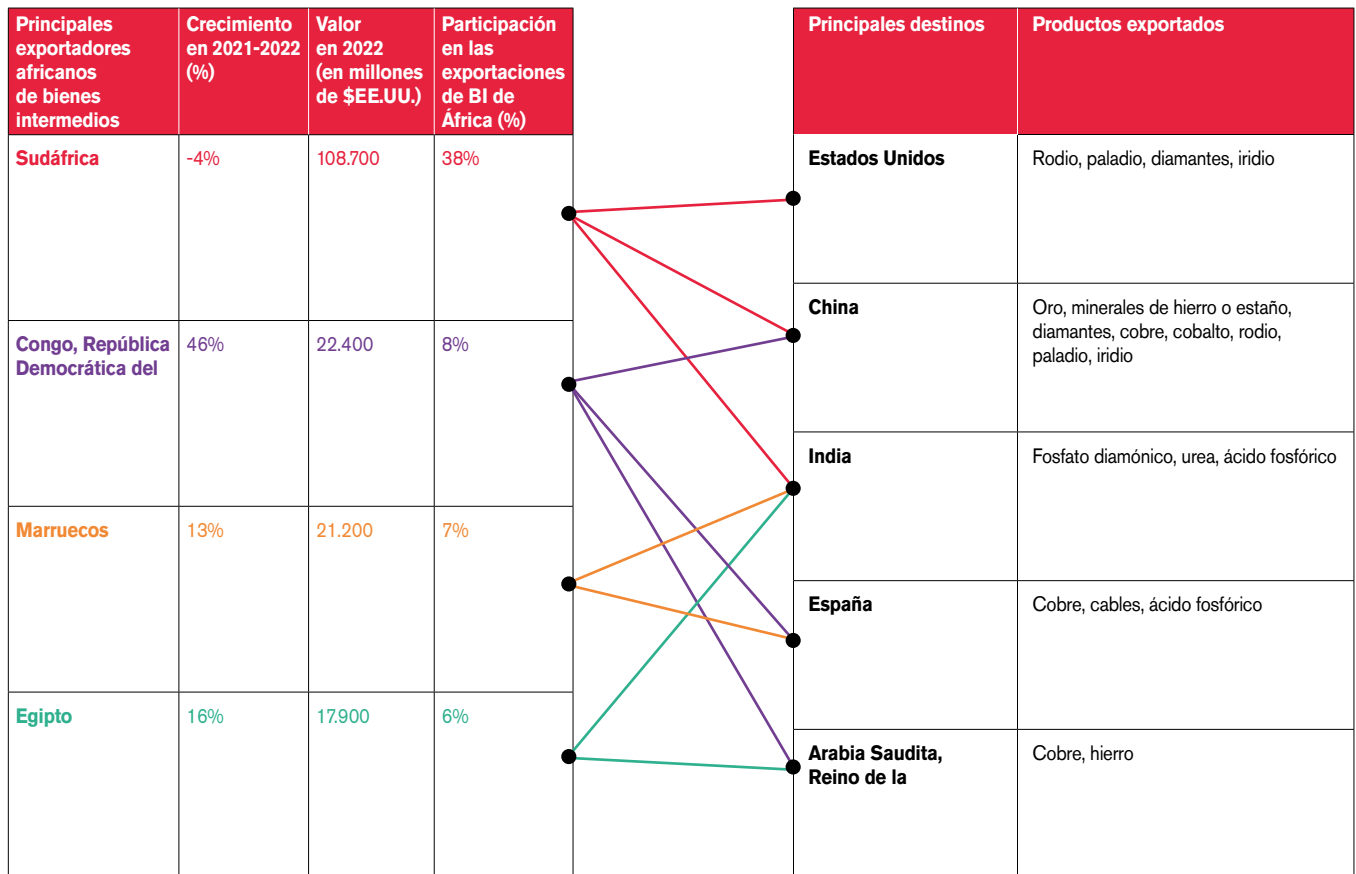 Principales
exportadores
africanos
de bienes
intermedios
Crecimiento
en 2021-2022
(%)
Valor
en 2022
(en millones
de $EE.UU.)
Participación
en las
exportaciones
de BI de
África (%)
Sudáfrica
-4%
108.700
38%
Congo, República
Democrática del
46%
22.400
8%
Marruecos
13%
21.200
7%
Egipto
16%
17.900
6%
Principales destinos
Productos exportados
Estados Unidos
Rodio, paladio, diamantes, iridio
China
Oro, minerales de hierro o estaño,
diamantes, cobre, cobalto, rodio,
paladio, iridio
India
Fosfato diamónico, urea, ácido fosfórico
España
Cobre, cables, ácido fosfórico
Arabia Saudita,
Reino de la
Cobre, hierro